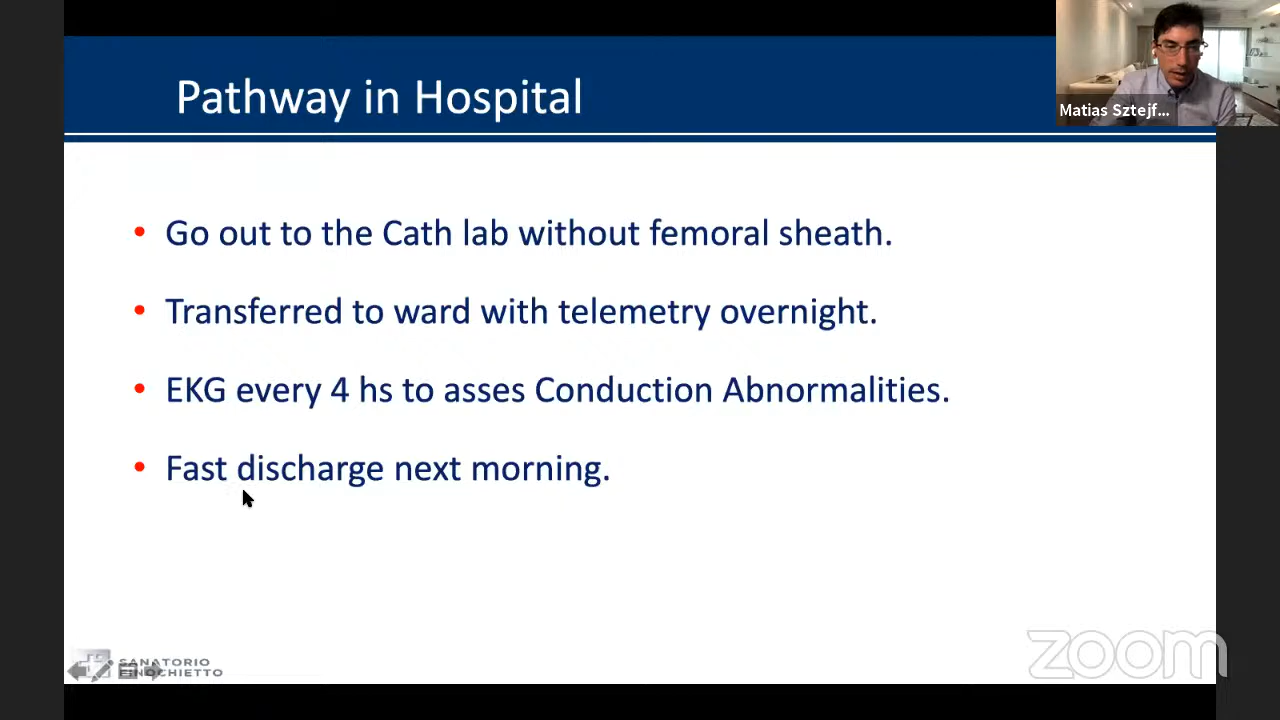 Pathway in Hospital
Matias Sztejf...
• Go out to the Cath lab without femoral sheath.
• Transferred to ward with telemetry overnight.
• EKG every 4 hs to asses Conduction Abnormalities.
• Fast discharge next morning.
SANATORIO
FINOCHIETTO
zoom